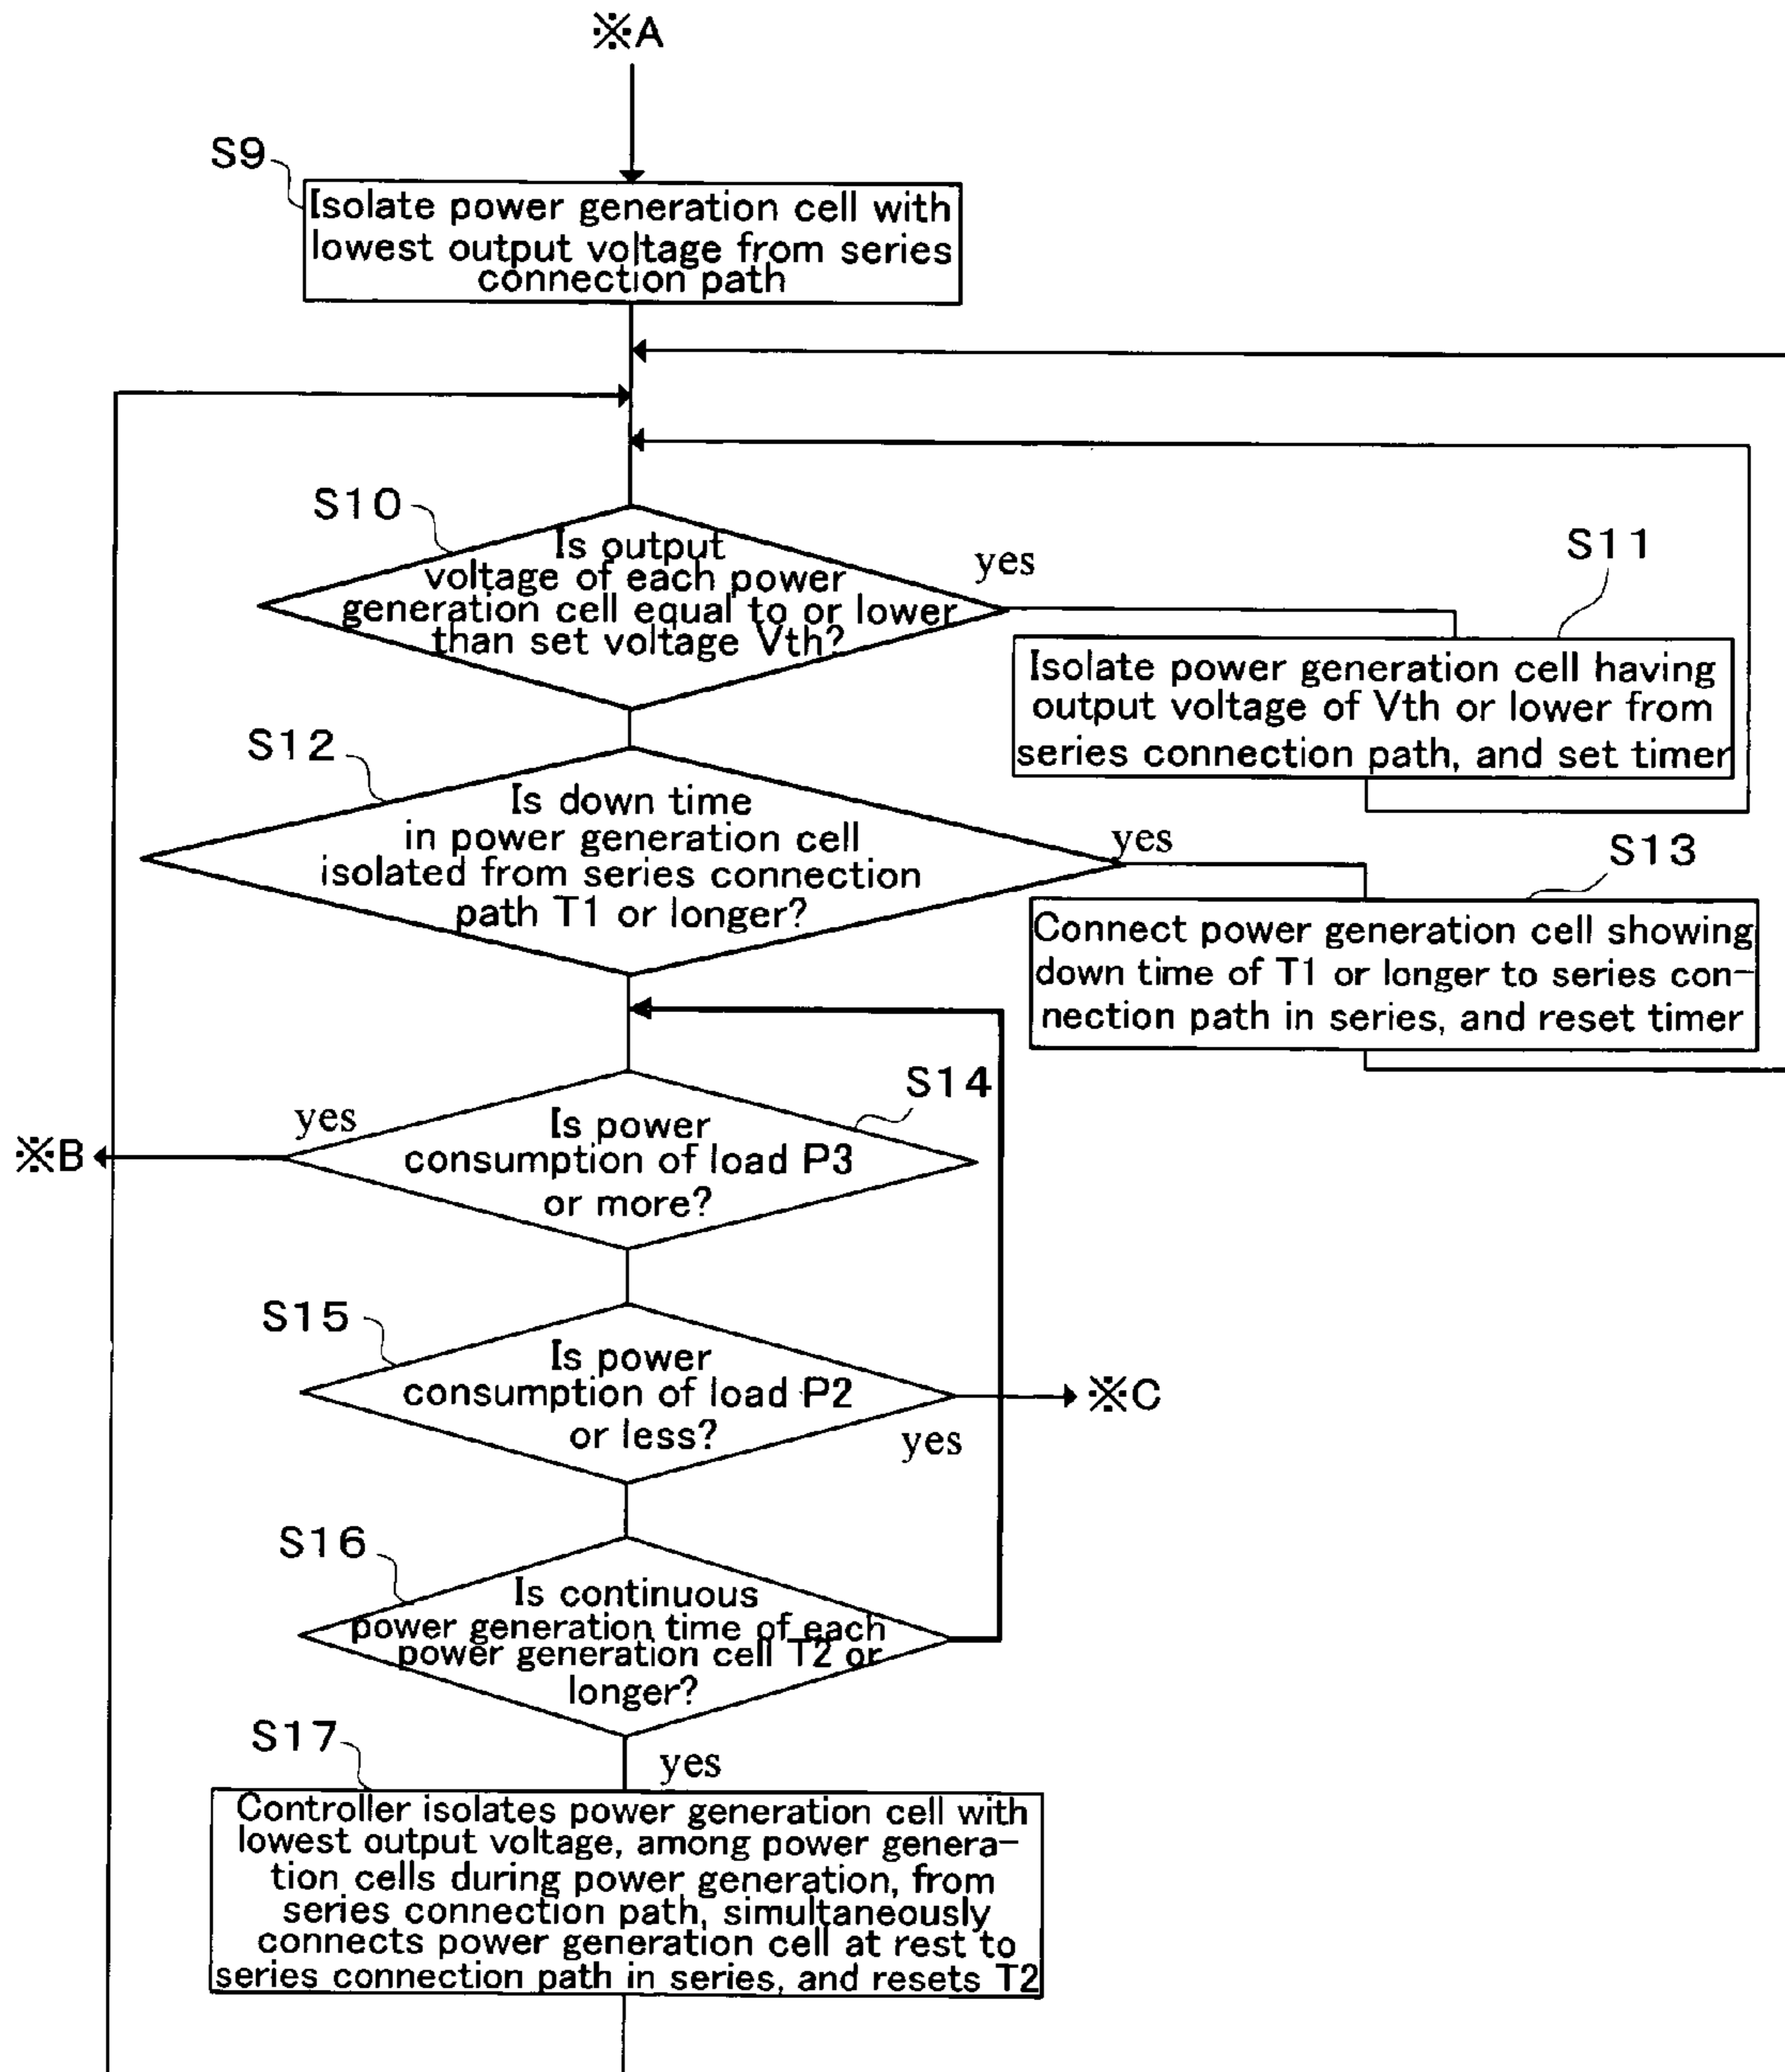 ※A
S9
Isolate power generation cell with
lowest output voltage from series
connection path
S10
Is output
voltage of each power
generation cell equal to or lower
than set voltage Vth?
yes
S11
Isolate power generation cell having
output voltage of Vth or lower from
series connection path, and set timer
S12
Is down time
in power generation cell
isolated from series connection
path T1 or longer?
yes
S13
Connect power generation cell showing
down time of T1 or longer to series con-
nection path in series, and reset timer
S14
yes
※B
Is power
consumption of load P3
or more?
S15
Is power
consumption of load P2
or less?
yes
※C
S16
Is continuous
power generation time of each
power generation cell T2 or
longer?
yes
S17
Controller isolates power generation cell with
lowest output voltage, among power genera-
tion cells during power generation, from
series connection path, simultaneously
connects power generation cell at rest to
series connection path in series, and resets T2